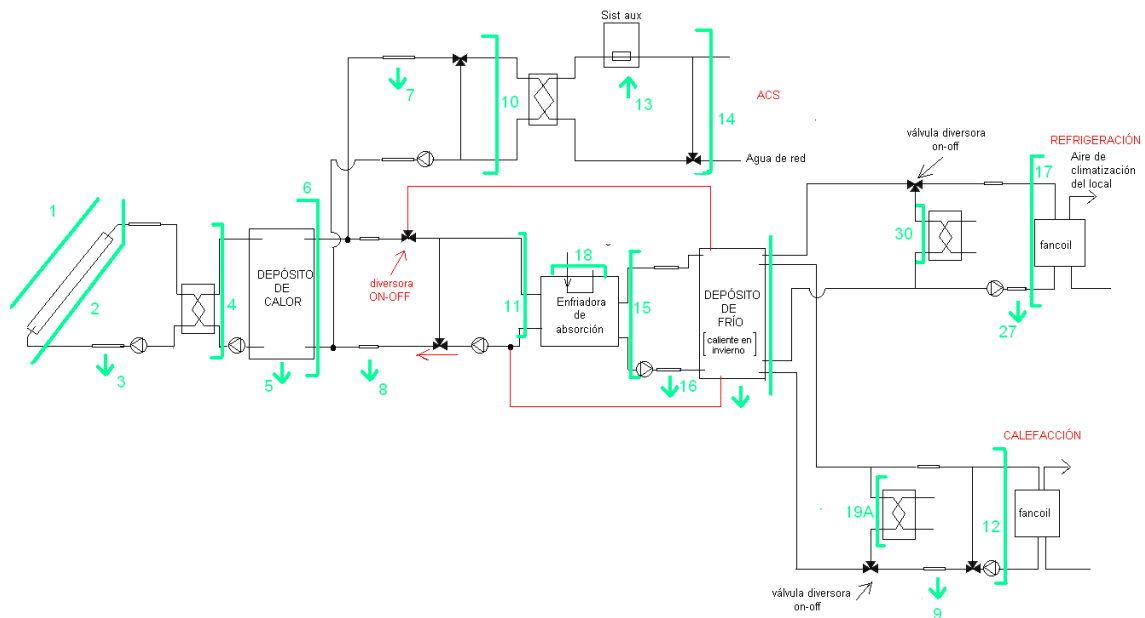 Sist aux
7
10
13
14
ACS
Agua de red
válvula diversora
on-off
REFRIGERACIÓN
17
Aire de
climatización
del local
30
fancoil
27
1
2
3
4
6
DEPÓSITO
DE
CALOR
5
diversora
ON-OFF
8
11
18
Enfriadora
de
absorción
15
16
DEPÓSITO
DE
FRÍO
caliente en
invierno
CALEFACCIÓN
19A
12
fancoil
válvula diversora
on-off
9